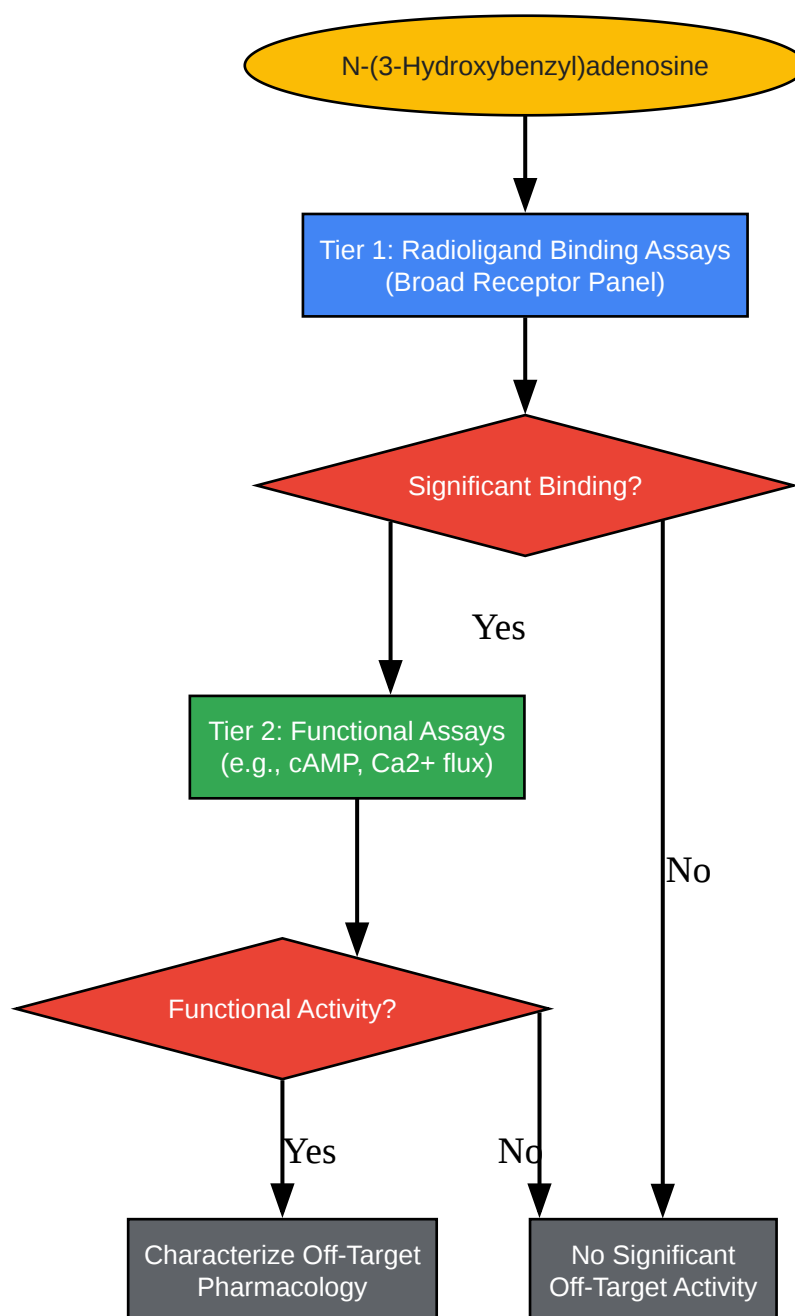 N-(3-Hydroxybenzyl)adenosine
Tier 1: Radioligand Binding Assays
(Broad Receptor Panel)
Significant Binding?
Yes
Tier 2: Functional Assays
(e.g., cAMP, Ca2+ flux)
No
Functional Activity?
Yes
No
Characterize Off-Target
Pharmacology
No Significant
Off-Target Activity